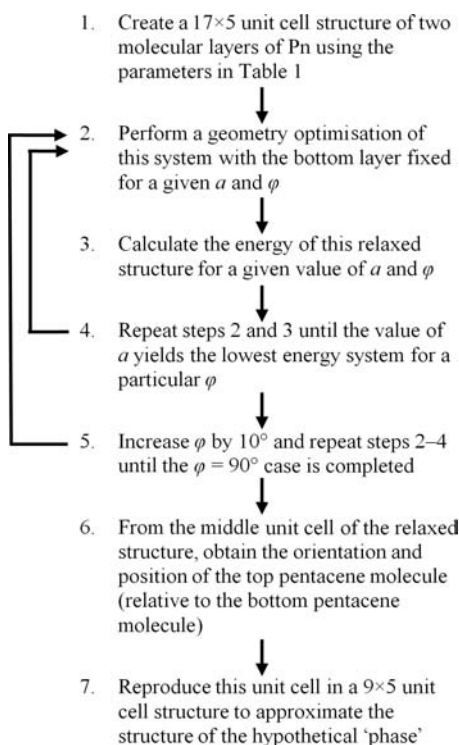 1. Create a 17×5 unit cell structure of two
molecular layers of Pn using the
parameters in Table 1
2. Perform a geometry optimisation of
this system with the bottom layer fixed
for a given a and φ
3. Calculate the energy of this relaxed
structure for a given value of a and φ
4. Repeat steps 2 and 3 until the value of
a yields the lowest energy system for a
particular φ
5. Increase φ by 10° and repeat steps 2–4
until the φ = 90° case is completed
6. From the middle unit cell of the relaxed
structure, obtain the orientation and
position of the top pentacene molecule
(relative to the bottom pentacene
molecule)
7. Reproduce this unit cell in a 9×5 unit
cell structure to approximate the
structure of the hypothetical ‘phase’